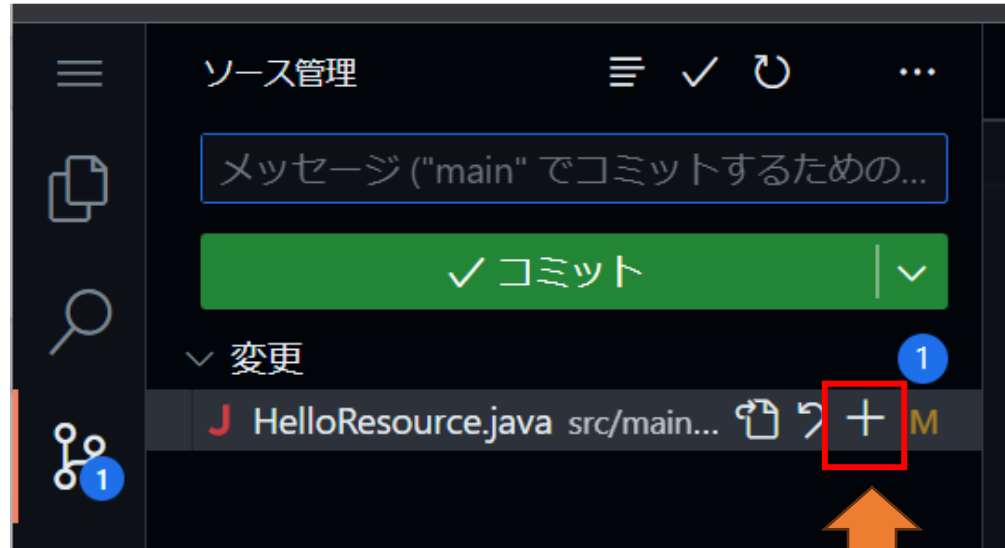 ソース管理
メッセージ ("main" でコミットするための...
コミット
変更
1
J HelloResource.java src/main... M
1